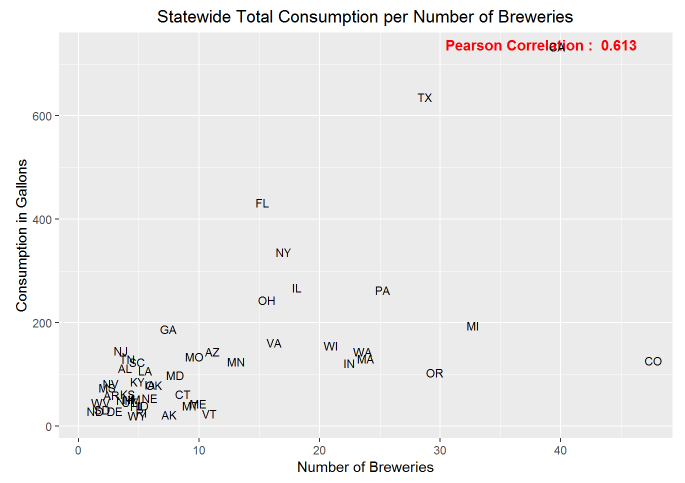 Statewide Total Consumption per Number of Breweries
Pearson Correlation : 0.613
CA
TX
600
FL
400
NY
IL
PA
OH
200
GA
MI
VA
WI
NJ
AZ
WA
TN
MO
MA
SC
MN
IN
CO
AL
LA
OR
MD
KY
NV
OK
MS
KS
AR
CT
NE
WV
ME
MT
SD
ND
DE
RI
AK
VT
WY
0
0
10
20
30
40
Number of Breweries
Consumption in Gallons